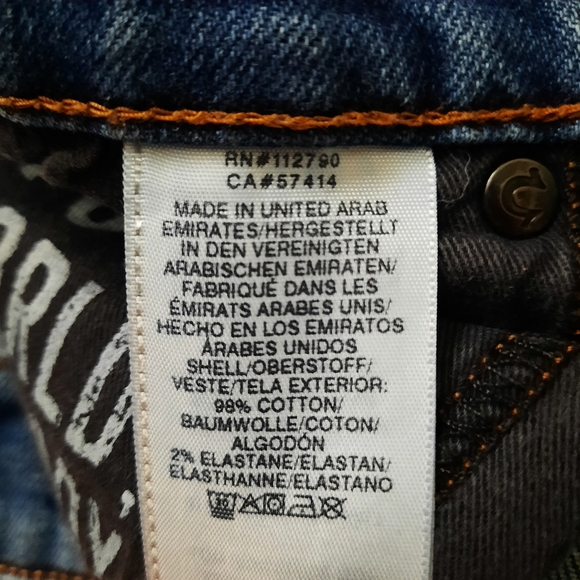 RN#112790
CA#57414
MADE IN UNITED ARAB
EMIRATES/HERGESTELLT
IN DEN VEREINIGTEN
ARABISCHEN EMIRATEN/
FABRIQUÉ DANS LES
ÉMIRATS ARABES UNIS/
HECHO EN LOS EMIRATOS
ÁRABES UNIDOS
SHELL/OBERSTOFF/
VESTE/TELA EXTERIOR:
98% COTTON/
BAUMWOLLE/COTON/
ALGODÓN
2% ELASTANE/ELASTAN/
ELASTHANNE/ELASTANO